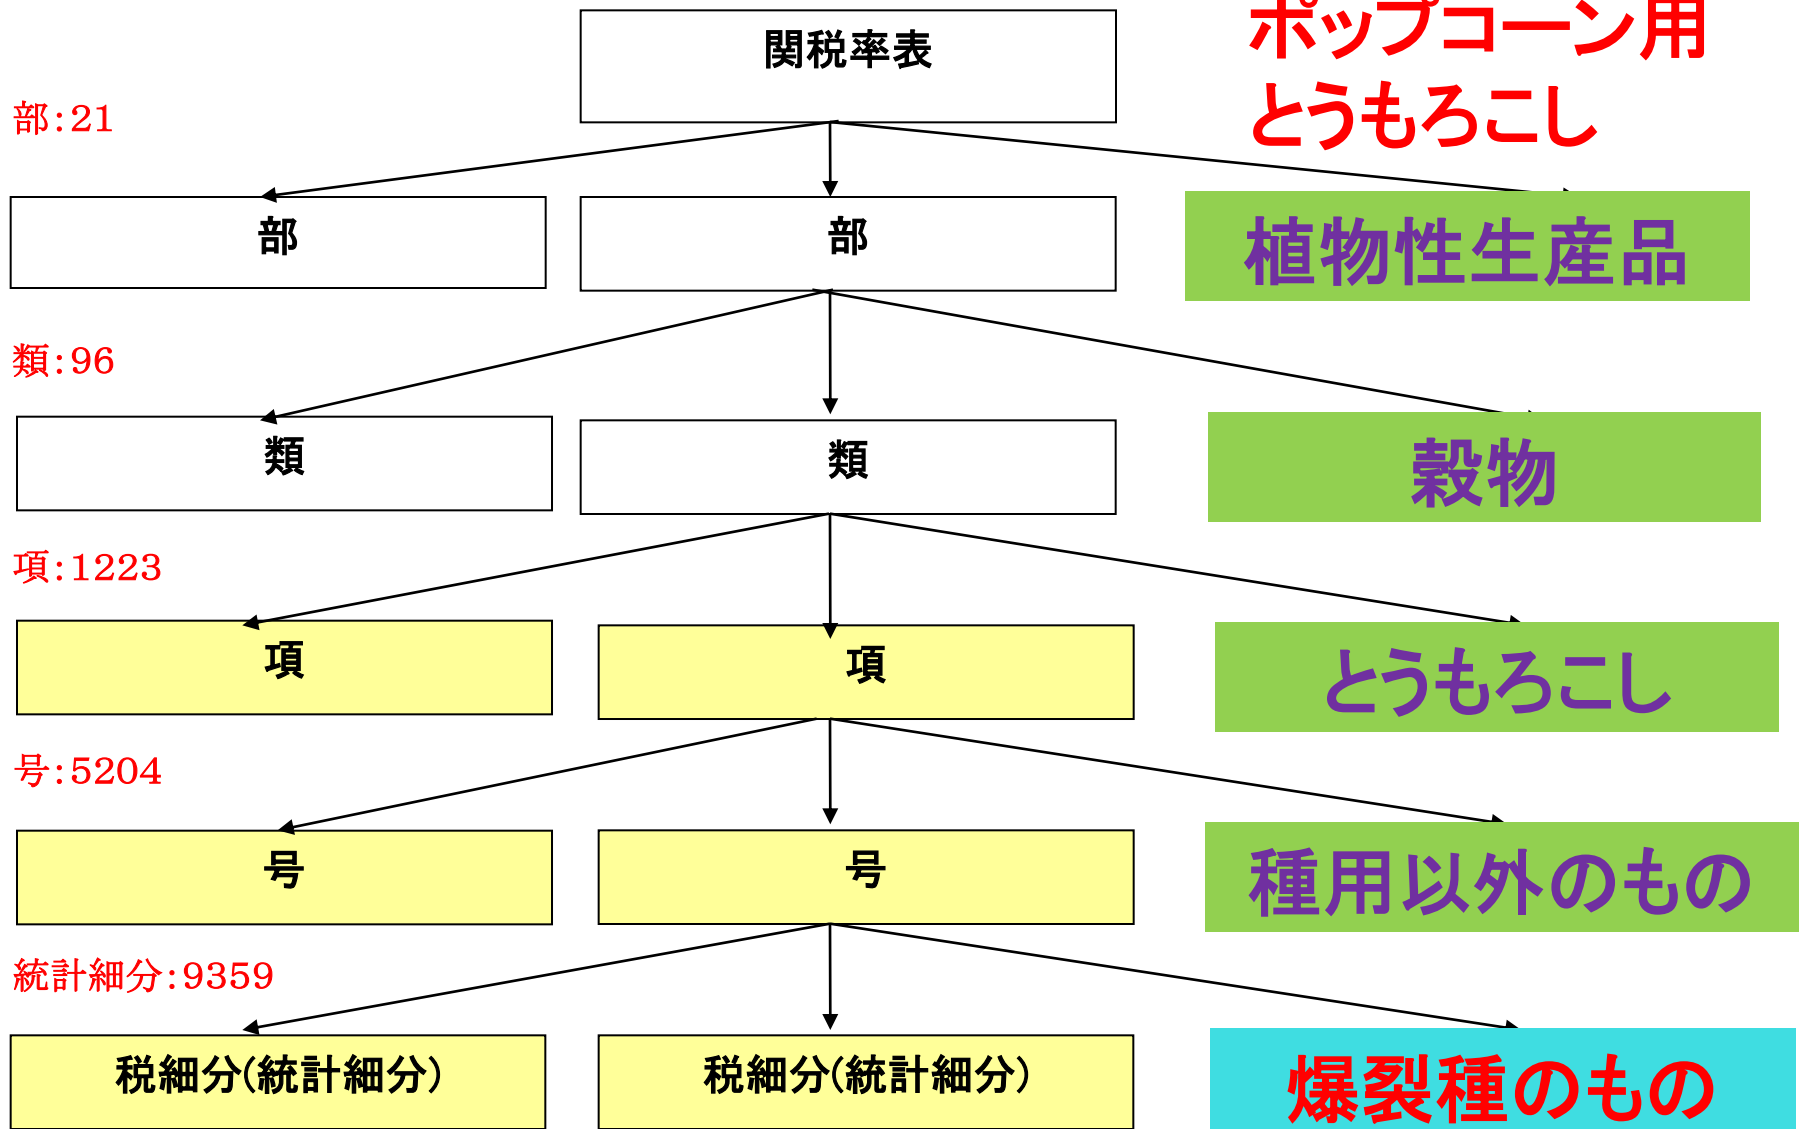 関税率表
ポップコーン用
とうもろこし
部:21
部
部
植物性生産品
類:96
類
類
穀物
項:1223
項
項
とうもろこし
号:5204
号
号
種用以外のもの
統計細分:9359
税細分(統計細分)
税細分(統計細分)
爆裂種のもの